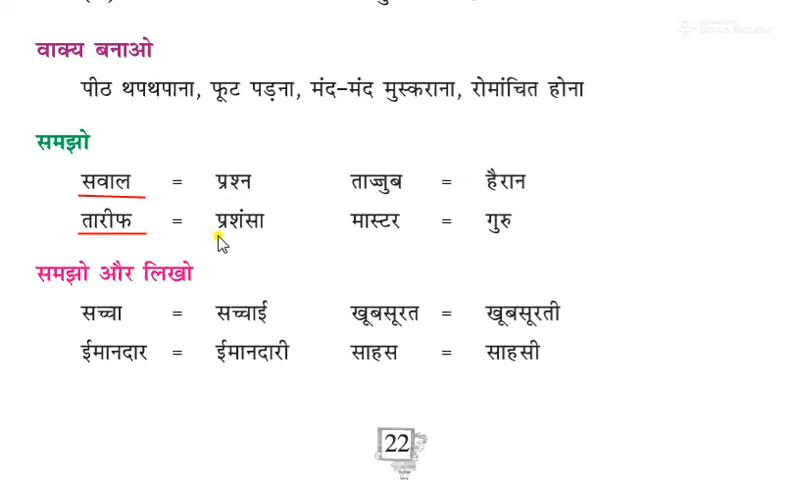 वाक्य बनाओ
पीठ थपथपाना, फूट पड़ना, मंद-मंद मुस्कराना, रोमांचित होना
समझो
सवाल = प्रश्न ताज्जुब = हैरान
तारीफ = प्रशंसा मास्टर = गुरु
समझो और लिखो
सच्चा = सच्चाई खूबसूरत = खूबसूरती
ईमानदार = ईमानदारी साहस = साहसी
22